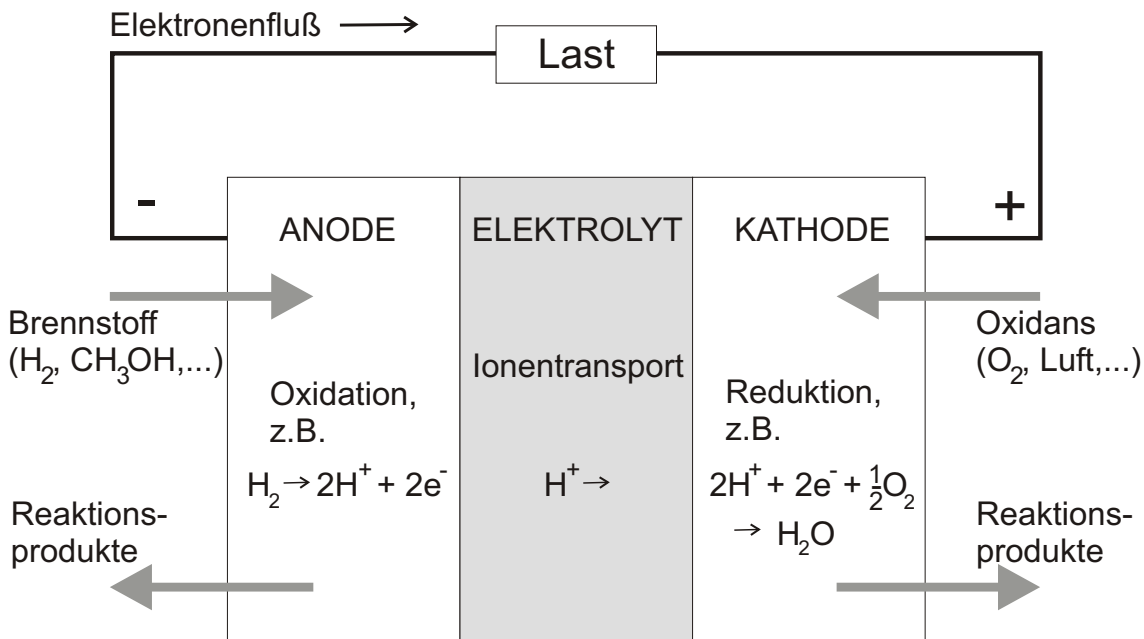 Elektronenfluß →
Last
-
+
ANODE
ELEKTROLYT
KATHODE
Brennstoff
(H₂, CH₃OH,...)
Oxidans
(O₂, Luft,...)
Ionentransport
Oxidation,
z.B.
H₂ → 2H⁺ + 2e⁻
H⁺ →
Reduktion,
z.B.
2H⁺ + 2e⁻ + ½O₂
→ H₂O
Reaktions-
produkte
Reaktions-
produkte